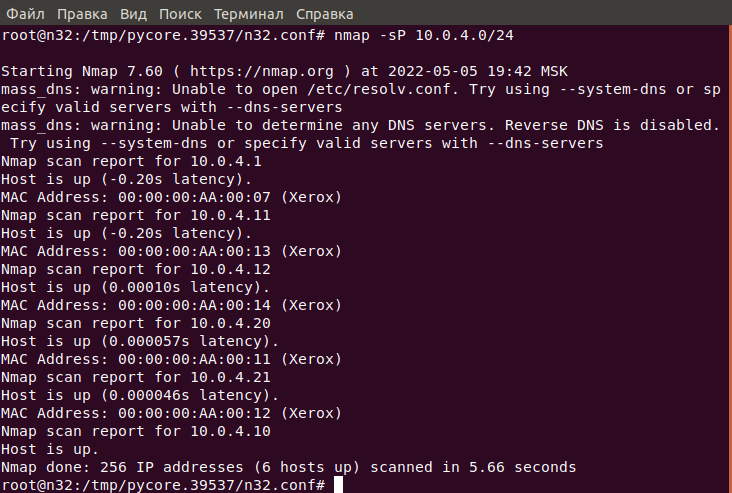 Файл Правка Вид Поиск Терминал Справка
root@n32:/tmp/pycore.39537/n32.conf# nmap -sP 10.0.4.0/24
Starting Nmap 7.60 ( https://nmap.org ) at 2022-05-05 19:42 MSK
mass_dns: warning: Unable to open /etc/resolv.conf. Try using --system-dns or sp
ecify valid servers with --dns-servers
mass_dns: warning: Unable to determine any DNS servers. Reverse DNS is disabled.
 Try using --system-dns or specify valid servers with --dns-servers
Nmap scan report for 10.0.4.1
Host is up (-0.20s latency).
MAC Address: 00:00:00:AA:00:07 (Xerox)
Nmap scan report for 10.0.4.11
Host is up (-0.20s latency).
MAC Address: 00:00:00:AA:00:13 (Xerox)
Nmap scan report for 10.0.4.12
Host is up (0.00010s latency).
MAC Address: 00:00:00:AA:00:14 (Xerox)
Nmap scan report for 10.0.4.20
Host is up (0.000057s latency).
MAC Address: 00:00:00:AA:00:11 (Xerox)
Nmap scan report for 10.0.4.21
Host is up (0.000046s latency).
MAC Address: 00:00:00:AA:00:12 (Xerox)
Nmap scan report for 10.0.4.10
Host is up.
Nmap done: 256 IP addresses (6 hosts up) scanned in 5.66 seconds
root@n32:/tmp/pycore.39537/n32.conf#